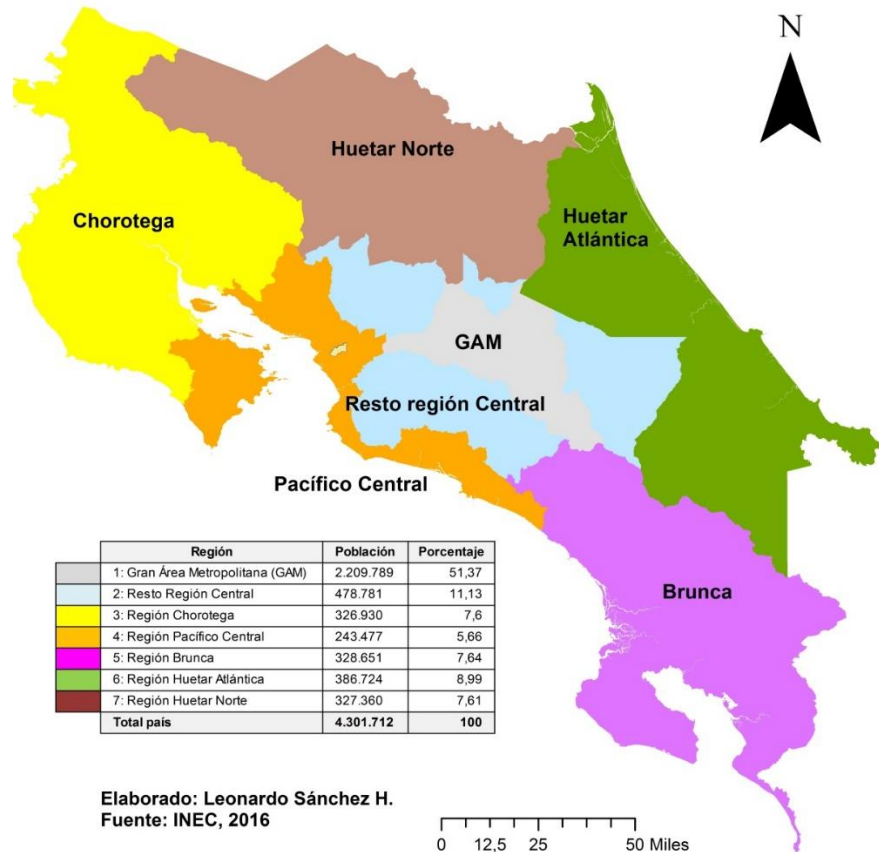 N
Huetar Norte
Chorotega
Huetar
Atlántica
GAM
Resto región Central
Pacífico Central
Brunca
Región Población Porcentaje
1: Gran Área Metropolitana (GAM) 2.209.789 51,37
2: Resto Región Central 478.781 11,13
3: Región Chorotega 326.930 7,6
4: Región Pacífico Central 243.477 5,66
5: Región Brunca 328.651 7,64
6: Región Huetar Atlántica 386.724 8,99
7: Región Huetar Norte 327.360 7,61
Total país 4.301.712 100
Elaborado: Leonardo Sánchez H.
Fuente: INEC, 2016
0 12,5 25 50 Miles